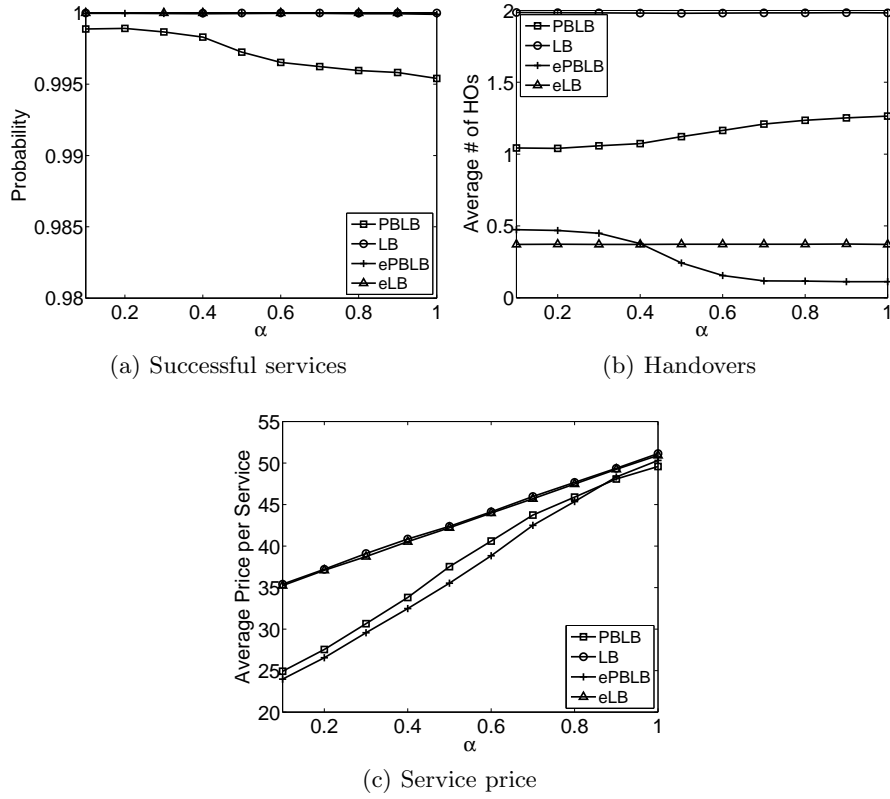 1
0.995
0.99
0.985
0.98
Probability
0.2 0.4 0.6 0.8 1
α
PBLB
LB
ePBLB
eLB
(a) Successful services
2
1.5
1
0.5
0
Average # of HOs
0.2 0.4 0.6 0.8 1
α
PBLB
LB
ePBLB
eLB
(b) Handovers
55
50
45
40
35
30
25
20
Average Price per Service
0.2 0.4 0.6 0.8 1
α
PBLB
LB
ePBLB
eLB
(c) Service price